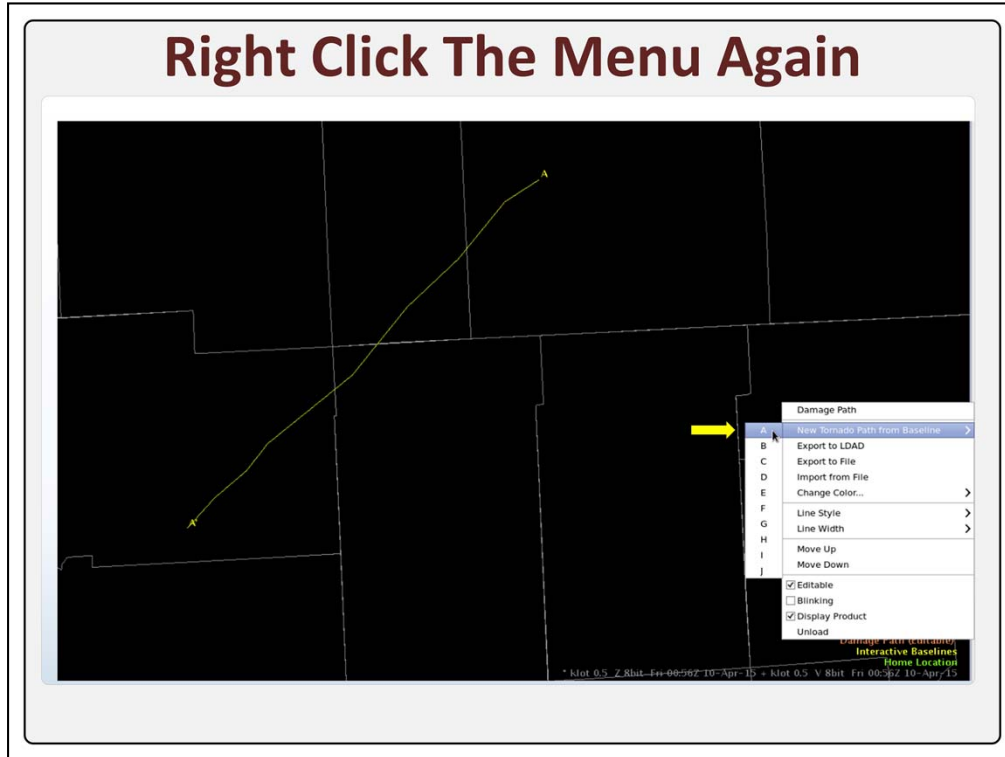 Right Click The Menu Again
A
A'
Damage Path
A New Tornado Path from Baseline
B Export to LDAD
C Export to File
D Import from File
E Change Color...
F Line Style
G Line Width
H
Move Up
I
Move Down
J
Editable
Blinking
Display Product
Unload
Damage Path (Editable)
Interactive Baselines
Home Location
* klot 0.5 Z 8bit Fri 00:56Z 10-Apr-15 + klot 0.5 V 8bit Fri 00:56Z 10-Apr-15